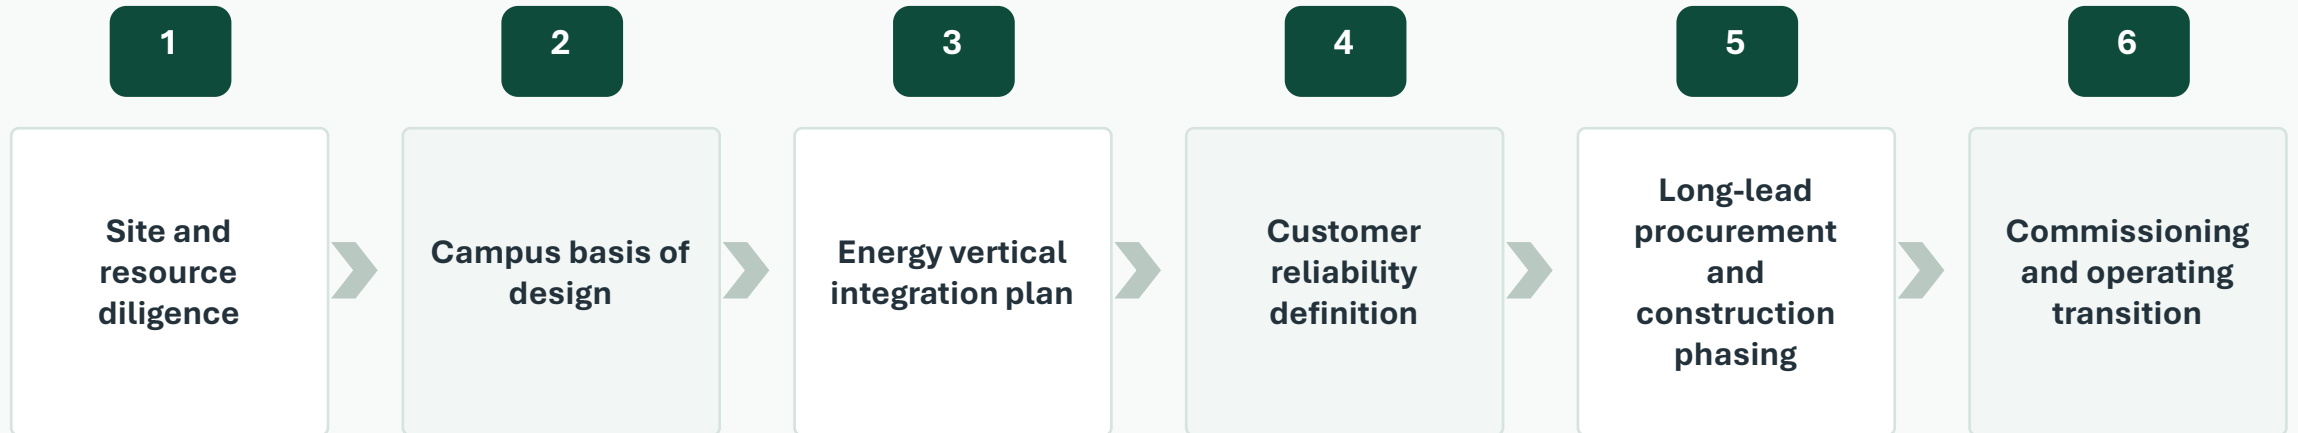 1
Site and
resource
diligence
2
Campus basis of
design
3
Energy vertical
integration plan
4
Customer
reliability
definition
5
Long-lead
procurement
and
construction
phasing
6
Commissioning
and operating
transition